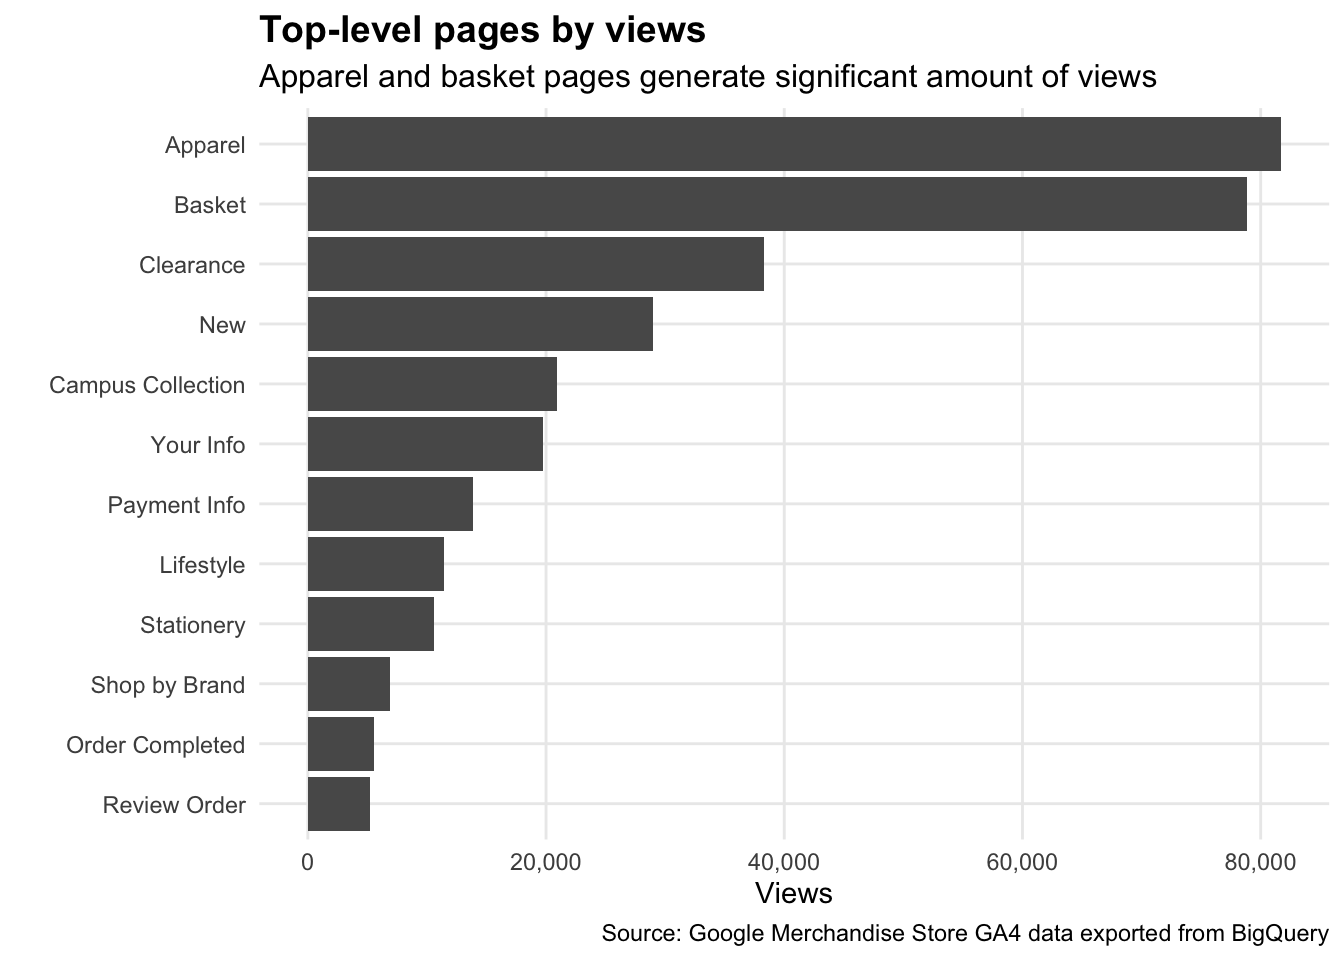 Top-level pages by views
Apparel and basket pages generate significant amount of views
Apparel
Basket
Clearance
New
Campus Collection
Your Info
Payment Info
Lifestyle
Stationery
Shop by Brand
Order Completed
Review Order
0 20,000 40,000 60,000 80,000
Views
Source: Google Merchandise Store GA4 data exported from BigQuery